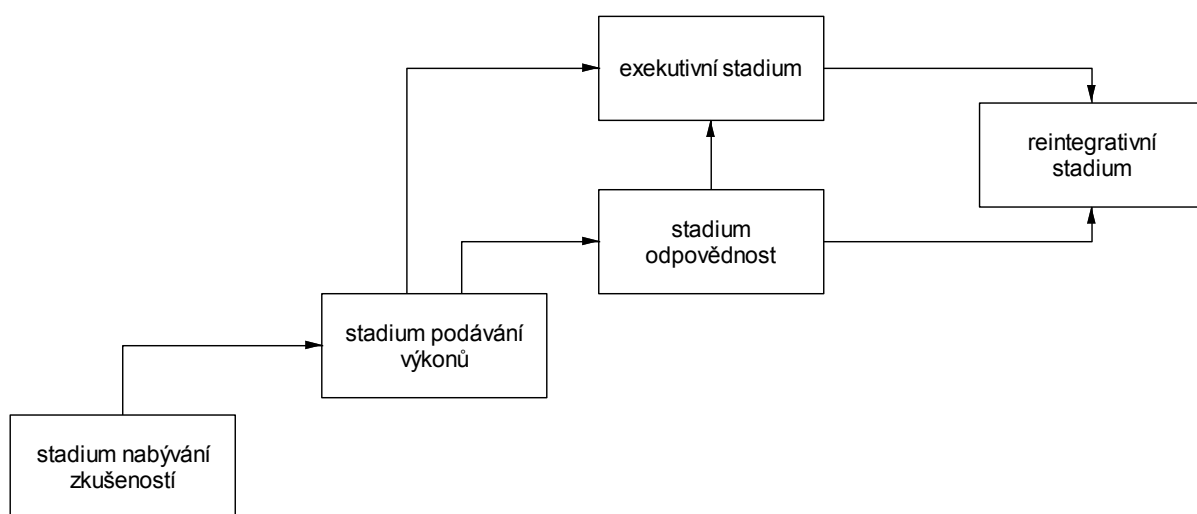 exekutivní stadium
reintegrativní
stadium
stadium
odpovědnost
stadium podávání
výkonů
stadium nabývání
zkušeností